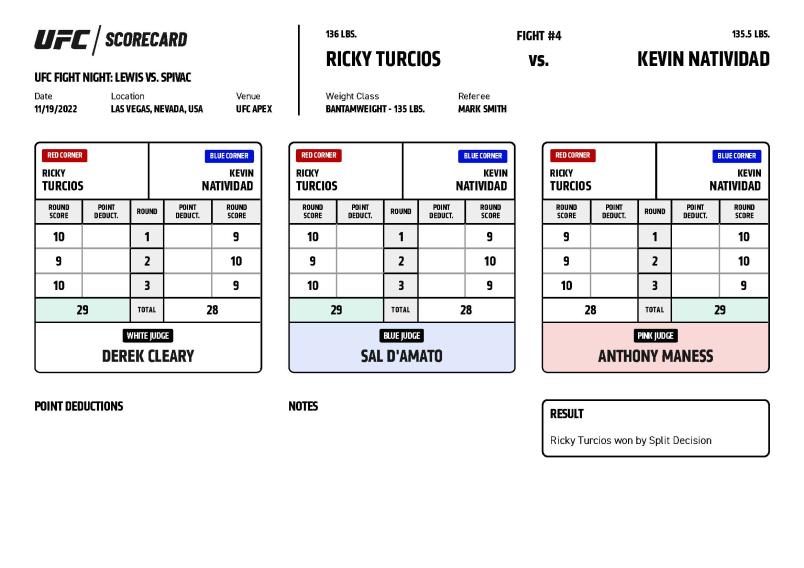 UFC / SCORECARD
UFC FIGHT NIGHT: LEWIS VS. SPIVAC
Date Location Venue
11/19/2022 LAS VEGAS, NEVADA, USA UFC APEX
136 LBS. FIGHT #4 135.5 LBS.
RICKY TURCIOS VS. KEVIN NATIVIDAD
Weight Class Referee
BANTAMWEIGHT - 135 LBS. MARK SMITH
RED CORNER BLUE CORNER
RICKY KEVIN
TURCIOS NATIVIDAD
ROUND POINT ROUND POINT ROUND
SCORE DEDUCT. DEDUCT. SCORE
10 1 9
9 2 10
10 3 9
29 TOTAL 28
WHITE JUDGE
DEREK CLEARY
RED CORNER BLUE CORNER
RICKY KEVIN
TURCIOS NATIVIDAD
ROUND POINT ROUND POINT ROUND
SCORE DEDUCT. DEDUCT. SCORE
10 1 9
9 2 10
10 3 9
29 TOTAL 28
BLUE JUDGE
SAL D'AMATO
RED CORNER BLUE CORNER
RICKY KEVIN
TURCIOS NATIVIDAD
ROUND POINT ROUND POINT ROUND
SCORE DEDUCT. DEDUCT. SCORE
9 1 10
9 2 10
10 3 9
28 TOTAL 29
PINK JUDGE
ANTHONY MANESS
POINT DEDUCTIONS
NOTES
RESULT
Ricky Turcios won by Split Decision